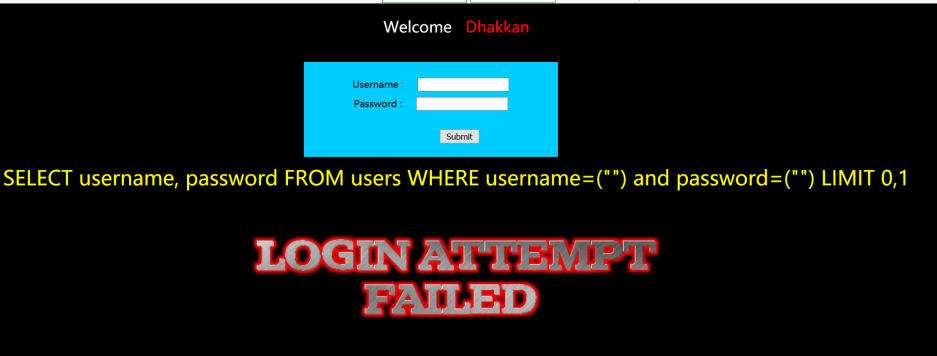 Welcome Dhakkan
Username :
Password :
Submit
SELECT username, password FROM users WHERE username=("") and password=("") LIMIT 0,1
LOGIN ATTEMPT
FAILED